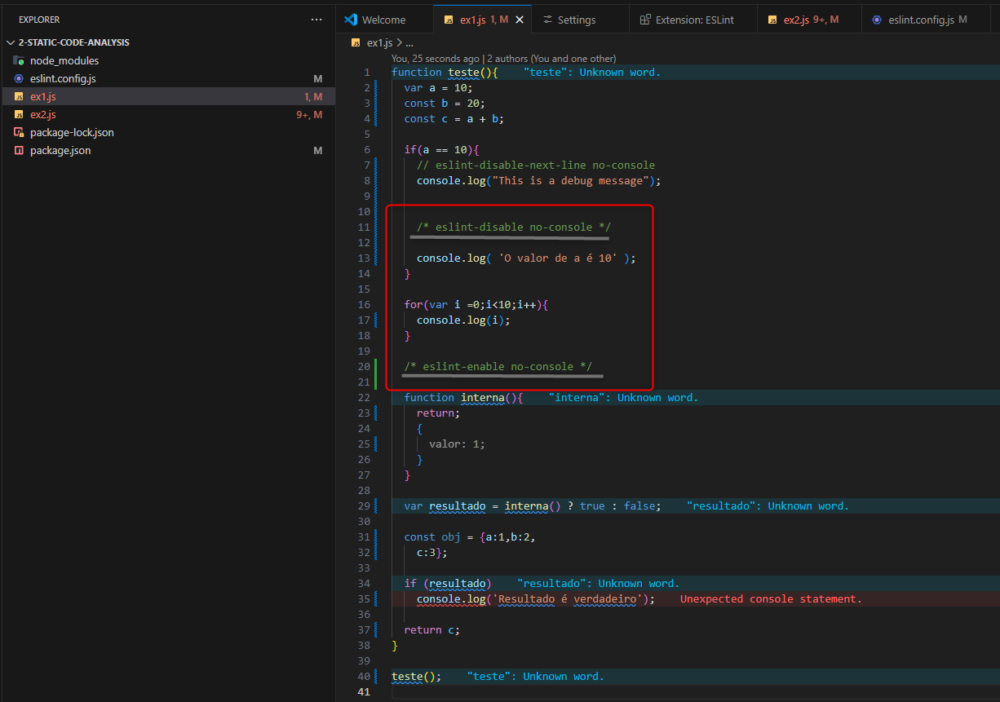 EXPLORER
2-STATIC-CODE-ANALYSIS
node_modules
eslint.config.js M
ex1.js 1, M
ex2.js 9+, M
package-lock.json
package.json M
Welcome
ex1.js 1, M
Settings
Extension: ESLint
ex2.js 9+, M
eslint.config.js M
ex1.js > ...
You, 25 seconds ago | 2 authors (You and one other)
1 function teste(){ "teste": Unknown word.
2 var a = 10;
3 const b = 20;
4 const c = a + b;
5
6 if(a == 10){
7 // eslint-disable-next-line no-console
8 console.log("This is a debug message");
9
10
11 /* eslint-disable no-console */
12
13 console.log( 'O valor de a é 10' );
14 }
15
16 for(var i =0;i<10;i++){
17 console.log(i);
18 }
19
20 /* eslint-enable no-console */
21
22 function interna(){ "interna": Unknown word.
23 return;
24 {
25 valor: 1;
26 }
27 }
28
29 var resultado = interna() ? true : false; "resultado": Unknown word.
30
31 const obj = {a:1,b:2,
32 c:3};
33
34 if (resultado) "resultado": Unknown word.
35 console.log('Resultado é verdadeiro'); Unexpected console statement.
36
37 return c;
38 }
39
40 teste(); "teste": Unknown word.
41